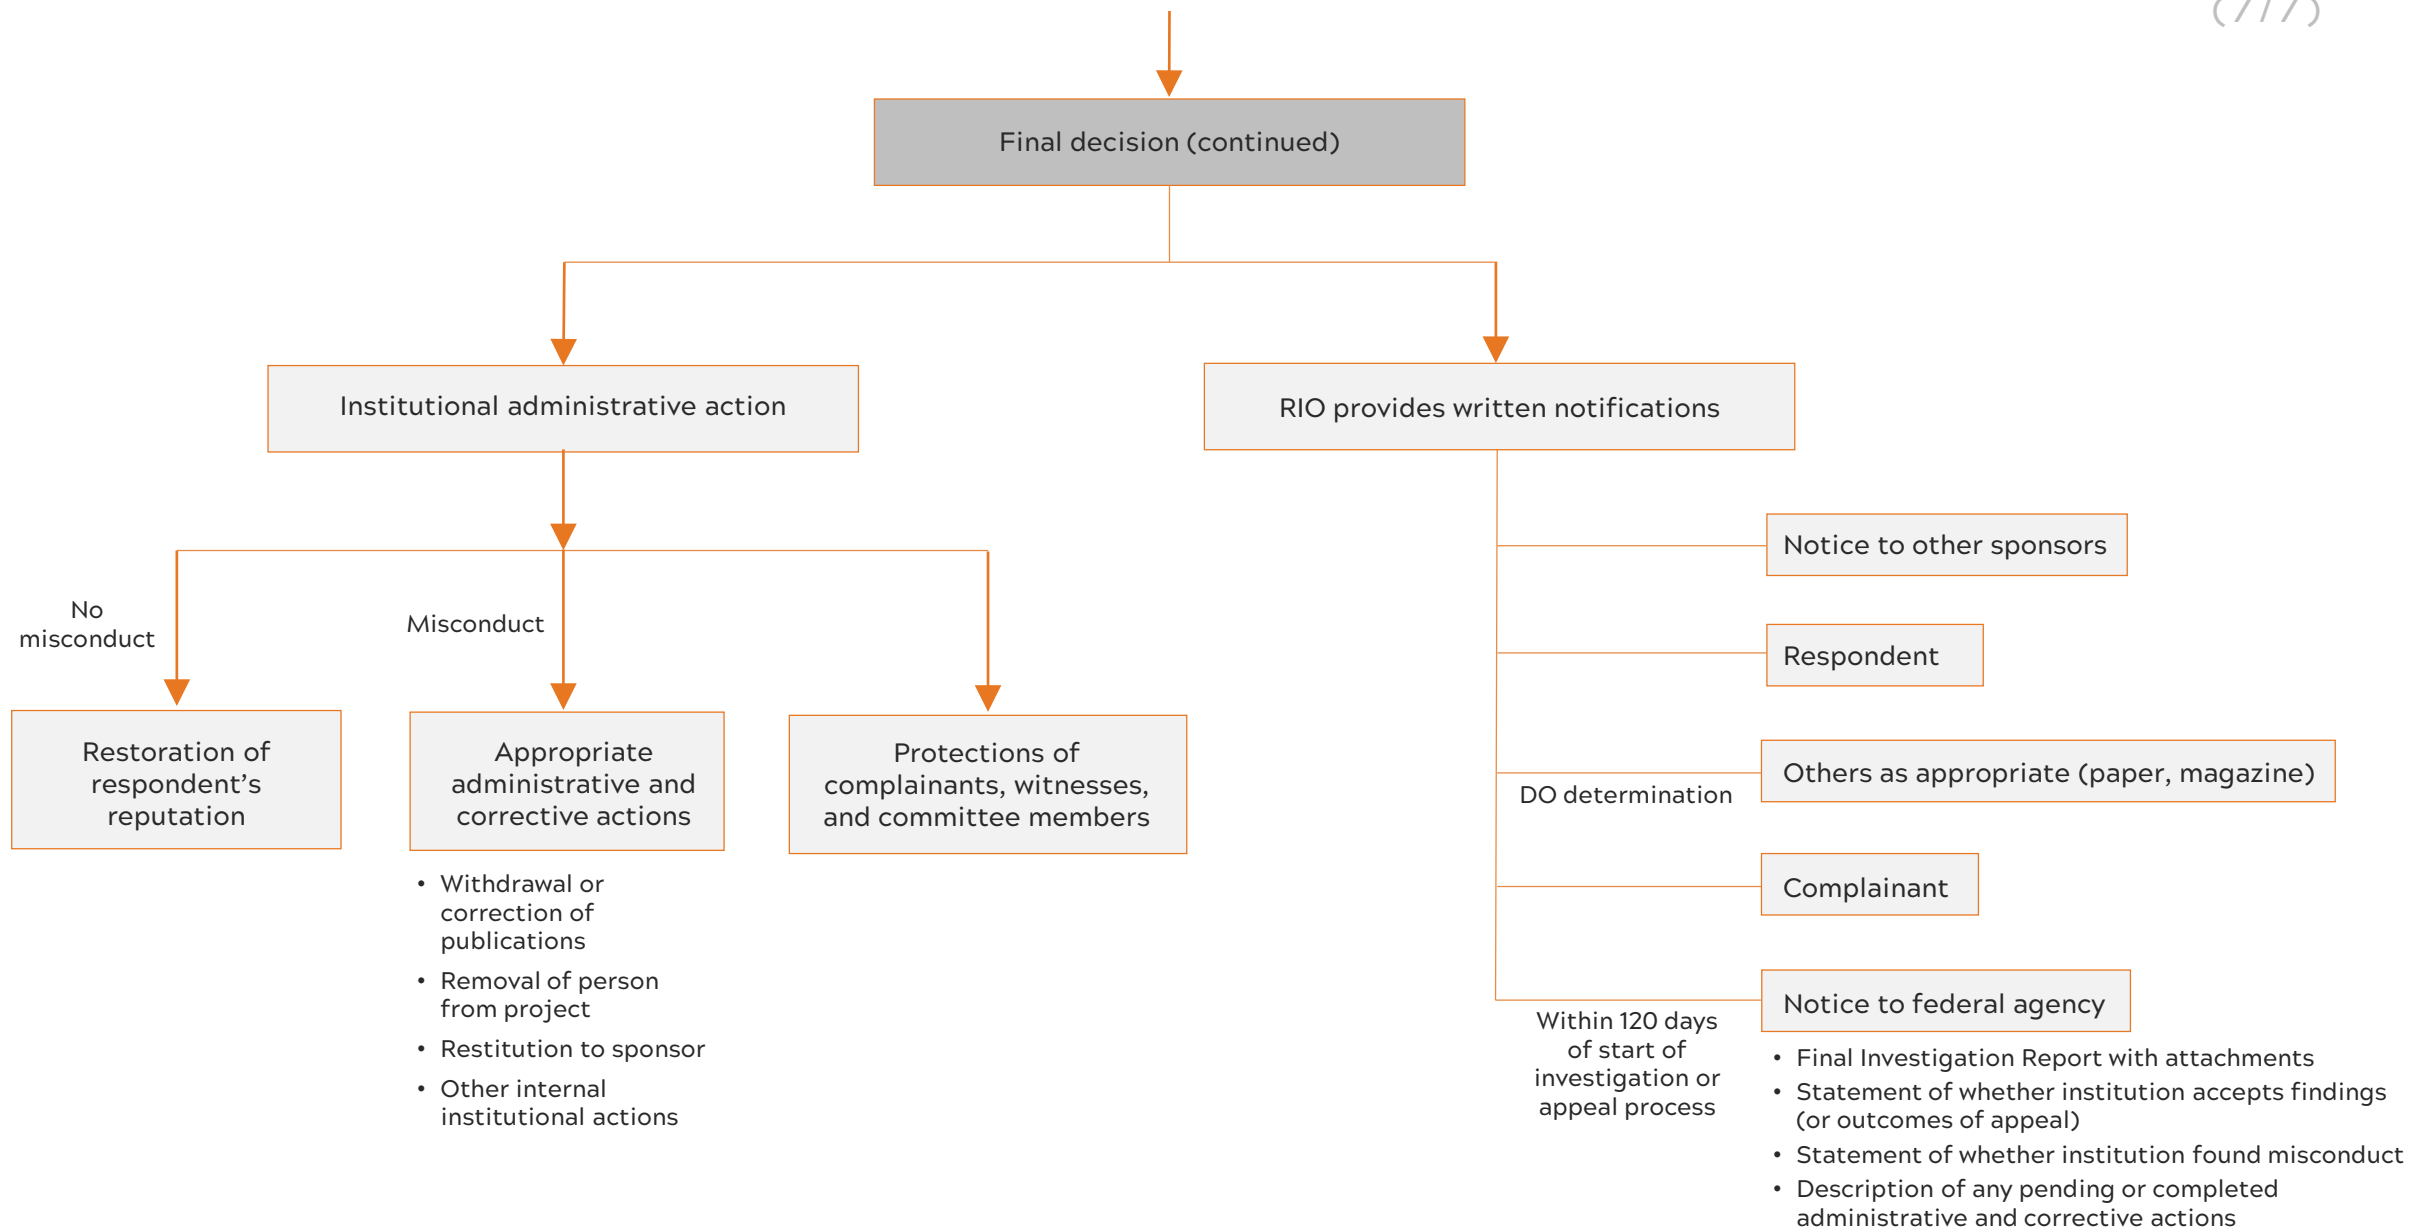 (7/7)
Final decision (continued)
Institutional administrative action
RIO provides written notifications
No
misconduct
Misconduct
Restoration of
respondent’s
reputation
Appropriate
administrative and
corrective actions
• Withdrawal or
correction of
publications
• Removal of person
from project
• Restitution to sponsor
• Other internal
institutional actions
Protections of
complainants, witnesses,
and committee members
Notice to other sponsors
Respondent
DO determination
Others as appropriate (paper, magazine)
Complainant
Within 120 days
of start of
investigation or
appeal process
Notice to federal agency
• Final Investigation Report with attachments
• Statement of whether institution accepts findings
(or outcomes of appeal)
• Statement of whether institution found misconduct
• Description of any pending or completed
administrative and corrective actions